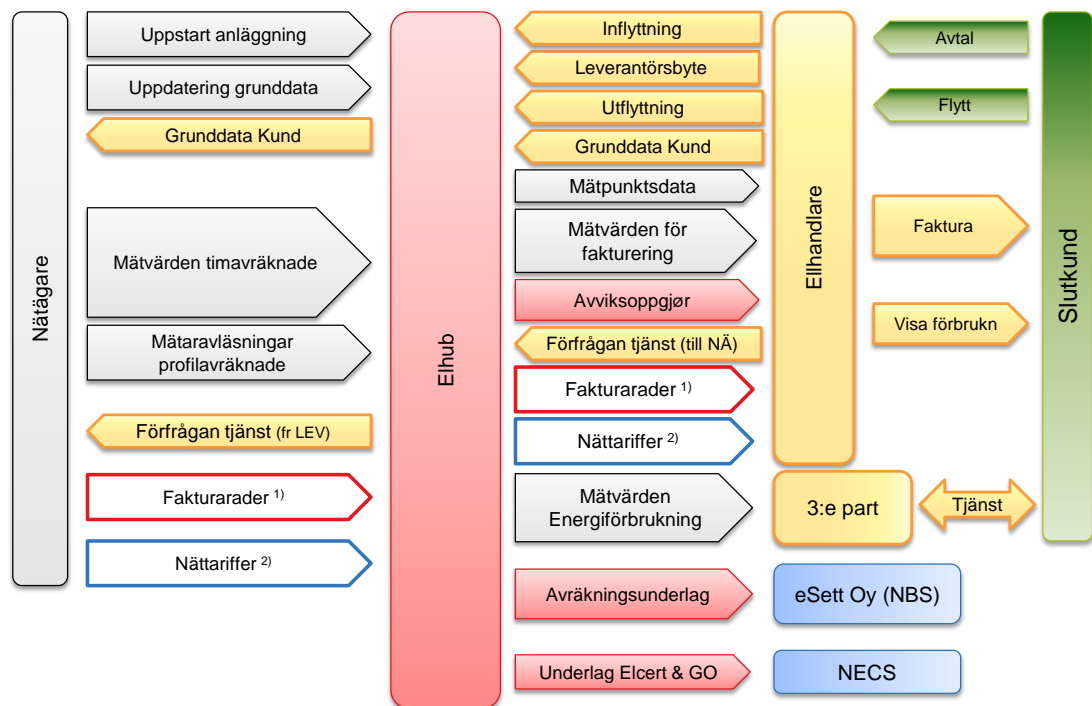 Nätägare
Uppstart anläggning
Uppdatering grunddata
Grunddata Kund
Mätvärden timavräknade
Mätaravläsningar
profilavräknade
Förfrågan tjänst (fr LEV)
Fakturarader 1)
Nättariffer 2)
Elhub
Inflyttning
Leverantörsbyte
Utflyttning
Grunddata Kund
Mätpunktsdata
Mätvärden för
fakturering
Avviksoppgjør
Förfrågan tjänst (till NÄ)
Fakturarader 1)
Nättariffer 2)
Mätvärden
Energiförbrukning
Avräkningsunderlag
Underlag Elcert & GO
Ellhandlare
3:e part
eSett Oy (NBS)
NECS
Avtal
Flytt
Faktura
Visa förbrukn
Tjänst
Slutkund